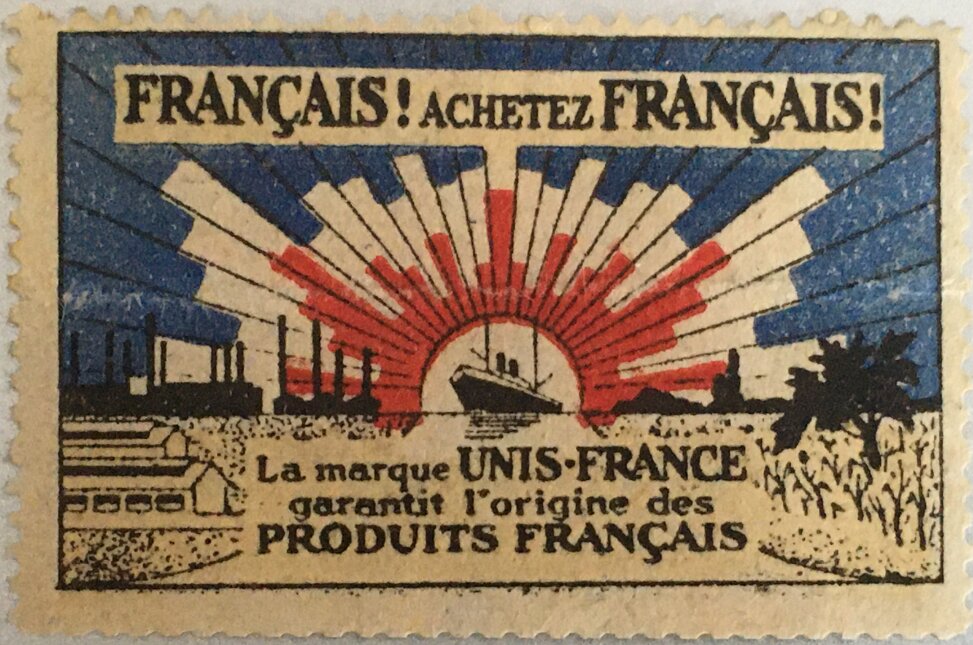 FRANÇAIS! ACHETEZ FRANÇAIS!
La marque UNIS·FRANCE
garantit l'origine des
PRODUITS FRANÇAIS